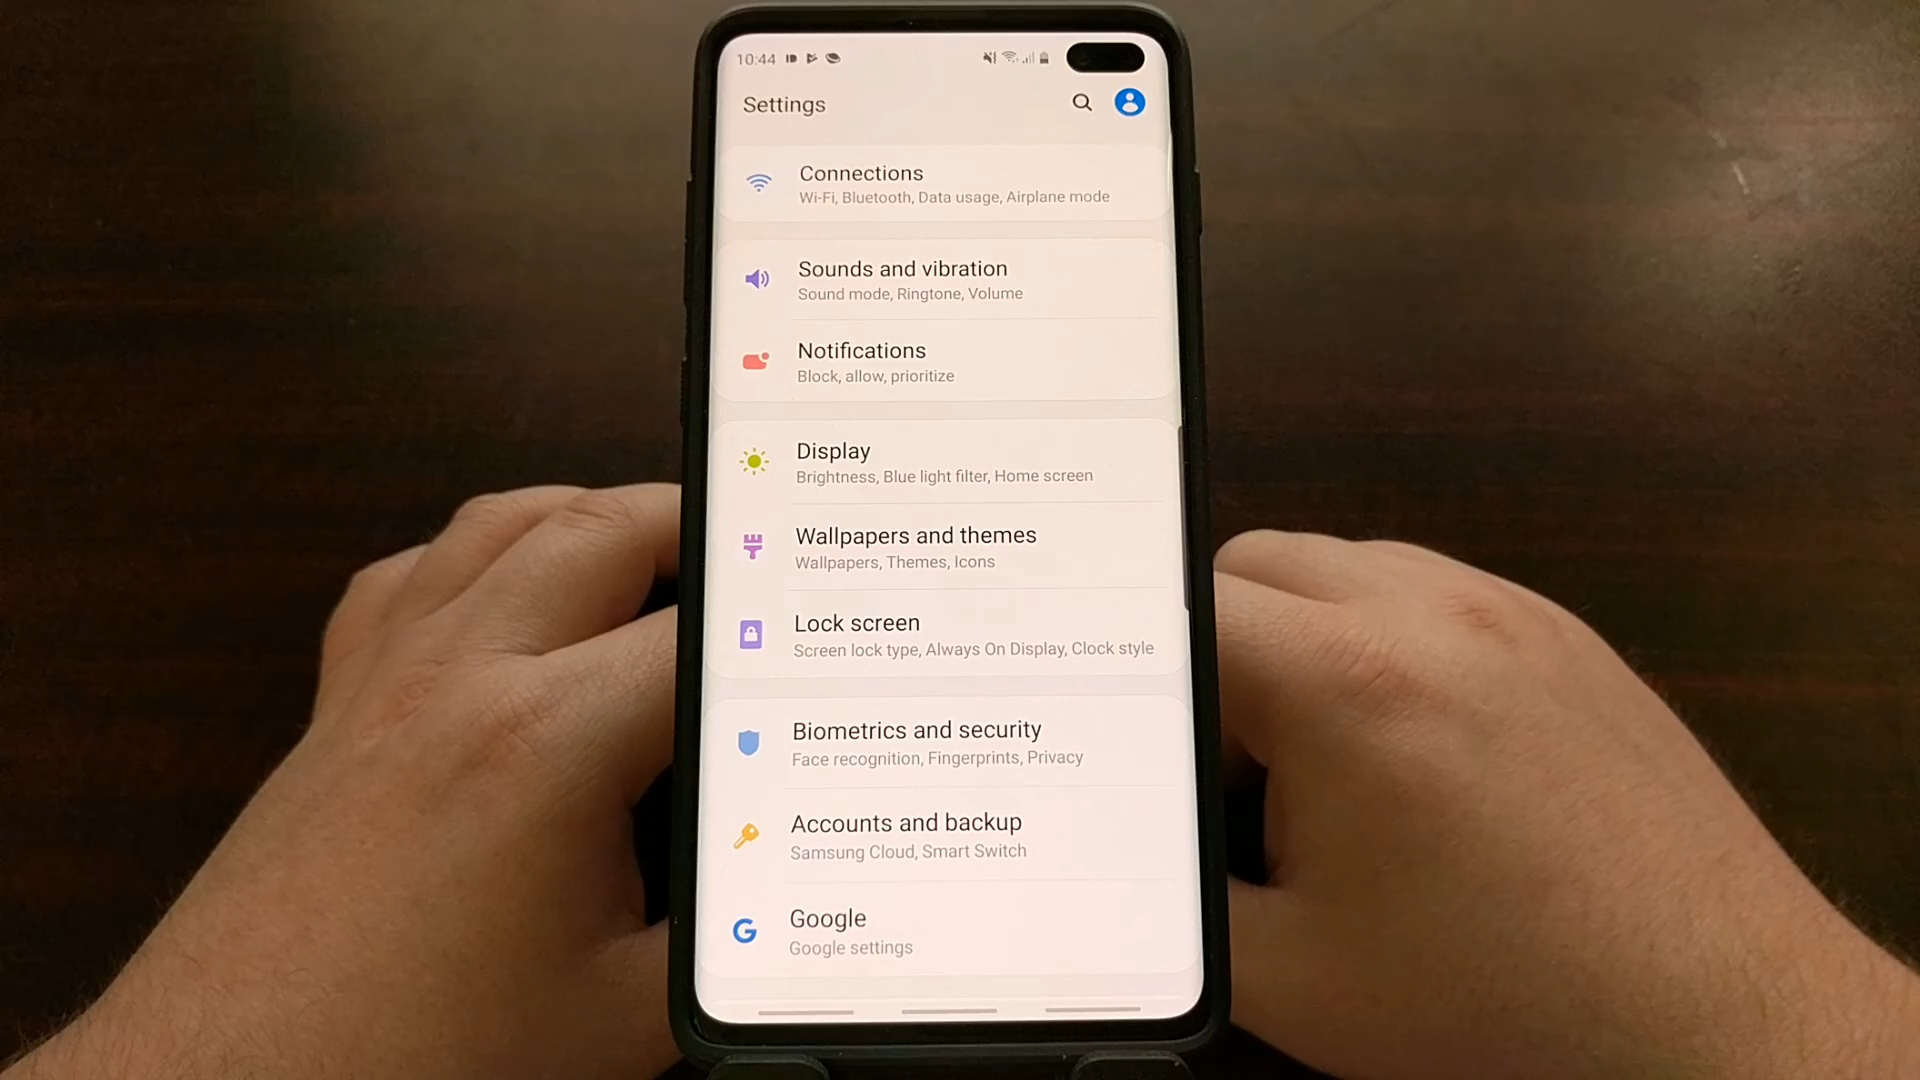 10:44
Settings
Connections
Wi-Fi, Bluetooth, Data usage, Airplane mode
Sounds and vibration
Sound mode, Ringtone, Volume
Notifications
Block, allow, prioritize
Display
Brightness, Blue light filter, Home screen
Wallpapers and themes
Wallpapers, Themes, Icons
Lock screen
Screen lock type, Always On Display, Clock style
Biometrics and security
Face recognition, Fingerprints, Privacy
Accounts and backup
Samsung Cloud, Smart Switch
Google
Google settings